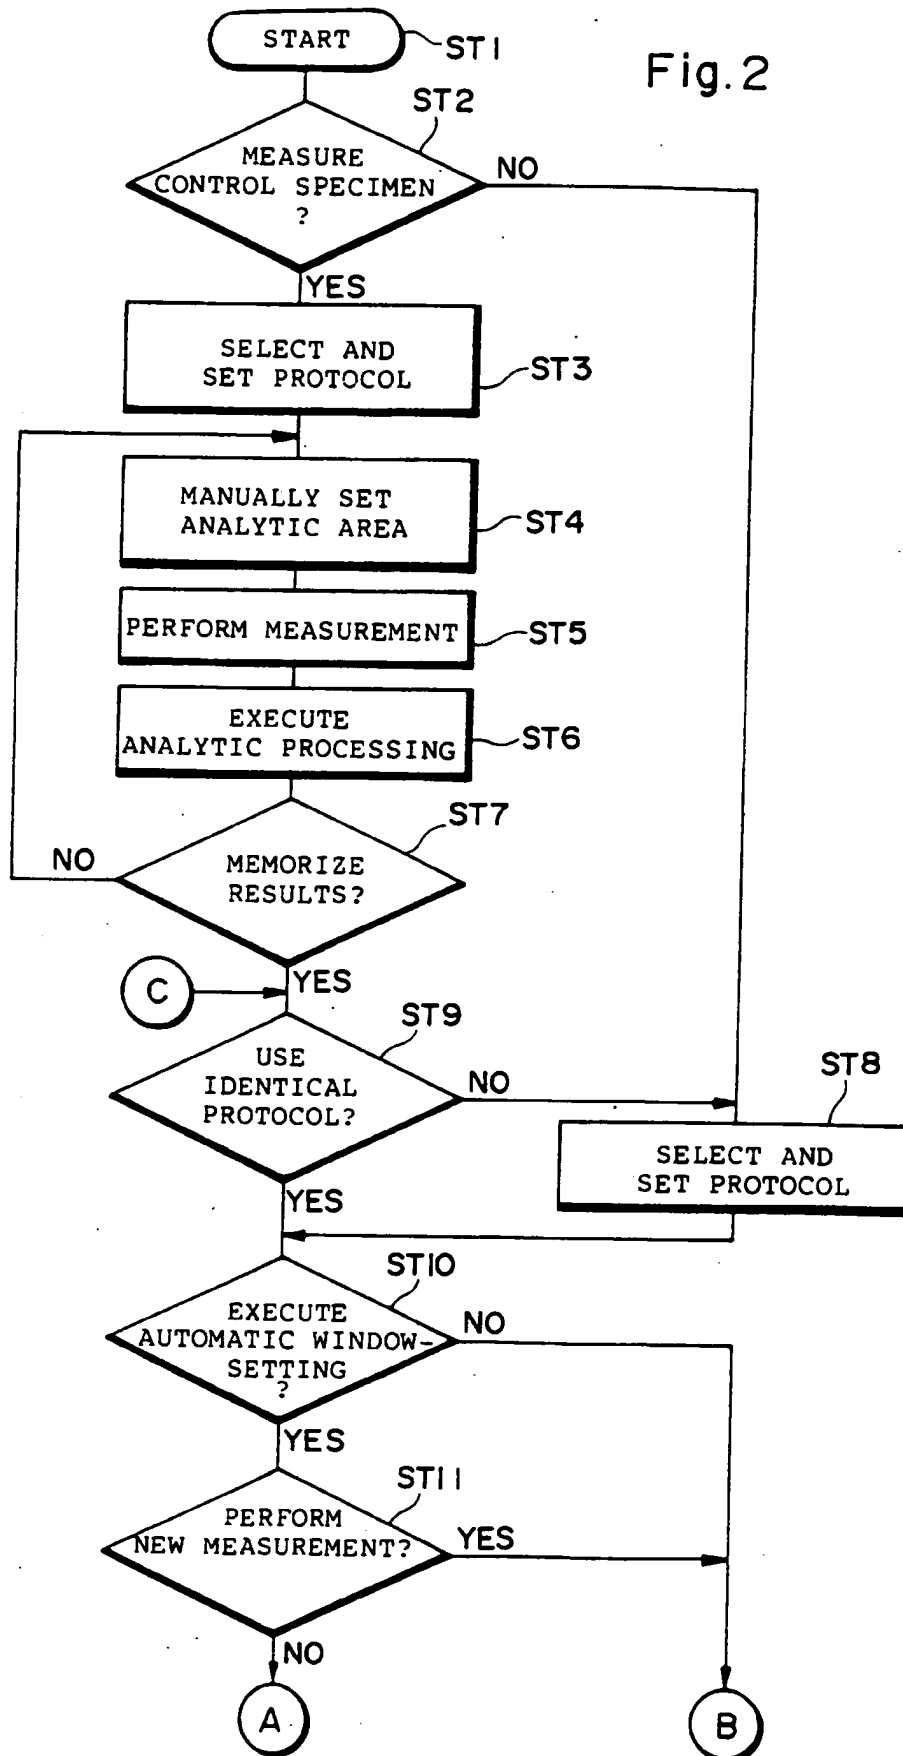 START
ST1
Fig.2
ST2
MEASURE
CONTROL SPECIMEN
?
NO
YES
SELECT AND
SET PROTOCOL
ST3
MANUALLY SET
ANALYTIC AREA
ST4
PERFORM MEASUREMENT
ST5
EXECUTE
ANALYTIC PROCESSING
ST6
ST7
NO
MEMORIZE
RESULTS?
YES
C
ST9
USE
IDENTICAL
PROTOCOL?
NO
ST8
SELECT AND
SET PROTOCOL
YES
ST10
EXECUTE
AUTOMATIC WINDOW-
SETTING
?
NO
YES
ST11
PERFORM
NEW MEASUREMENT?
YES
NO
A
B